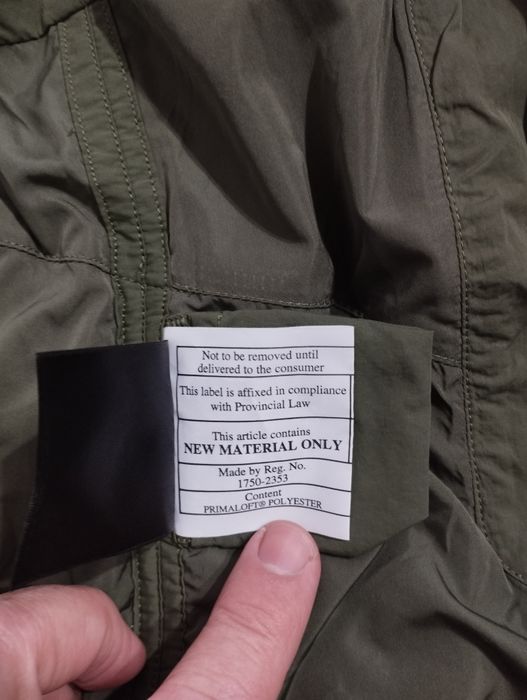 Not to be removed until
delivered to the consumer
This label is affixed in compliance
with Provincial Law
This article contains
NEW MATERIAL ONLY
Made by Reg. No.
1750-2353
Content
PRIMALOFT® POLYESTER